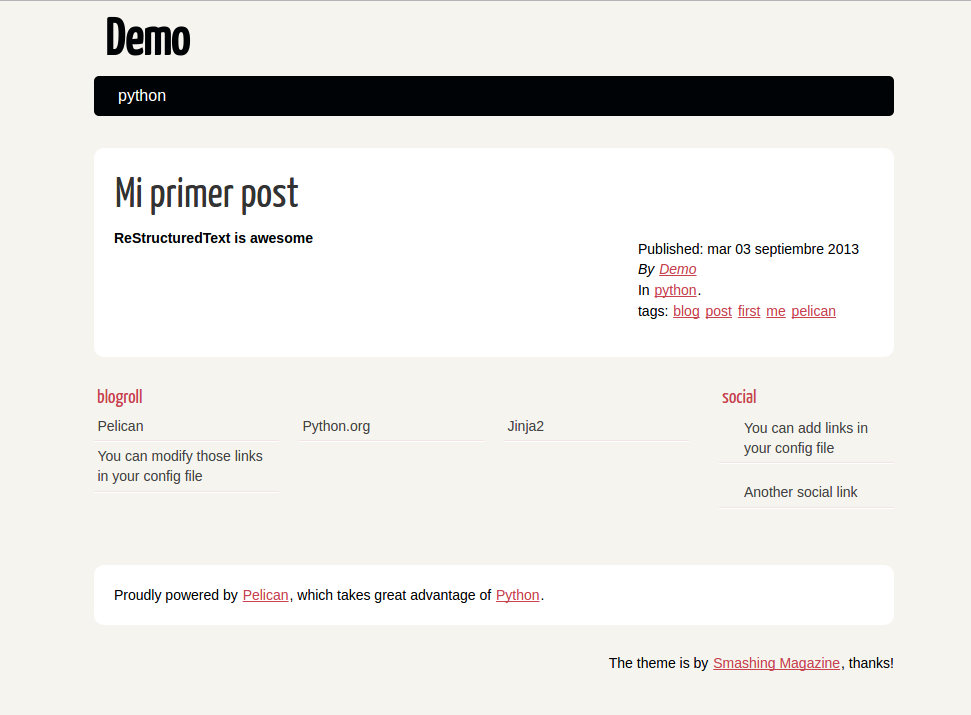 Demo
python
Mi primer post
ReStructuredText is awesome
Published: mar 03 septiembre 2013
By Demo
In python.
tags: blog post first me pelican
blogroll
Pelican
Python.org
Jinja2
You can modify those links
in your config file
social
You can add links in
your config file
Another social link
Proudly powered by Pelican, which takes great advantage of Python.
The theme is by Smashing Magazine, thanks!